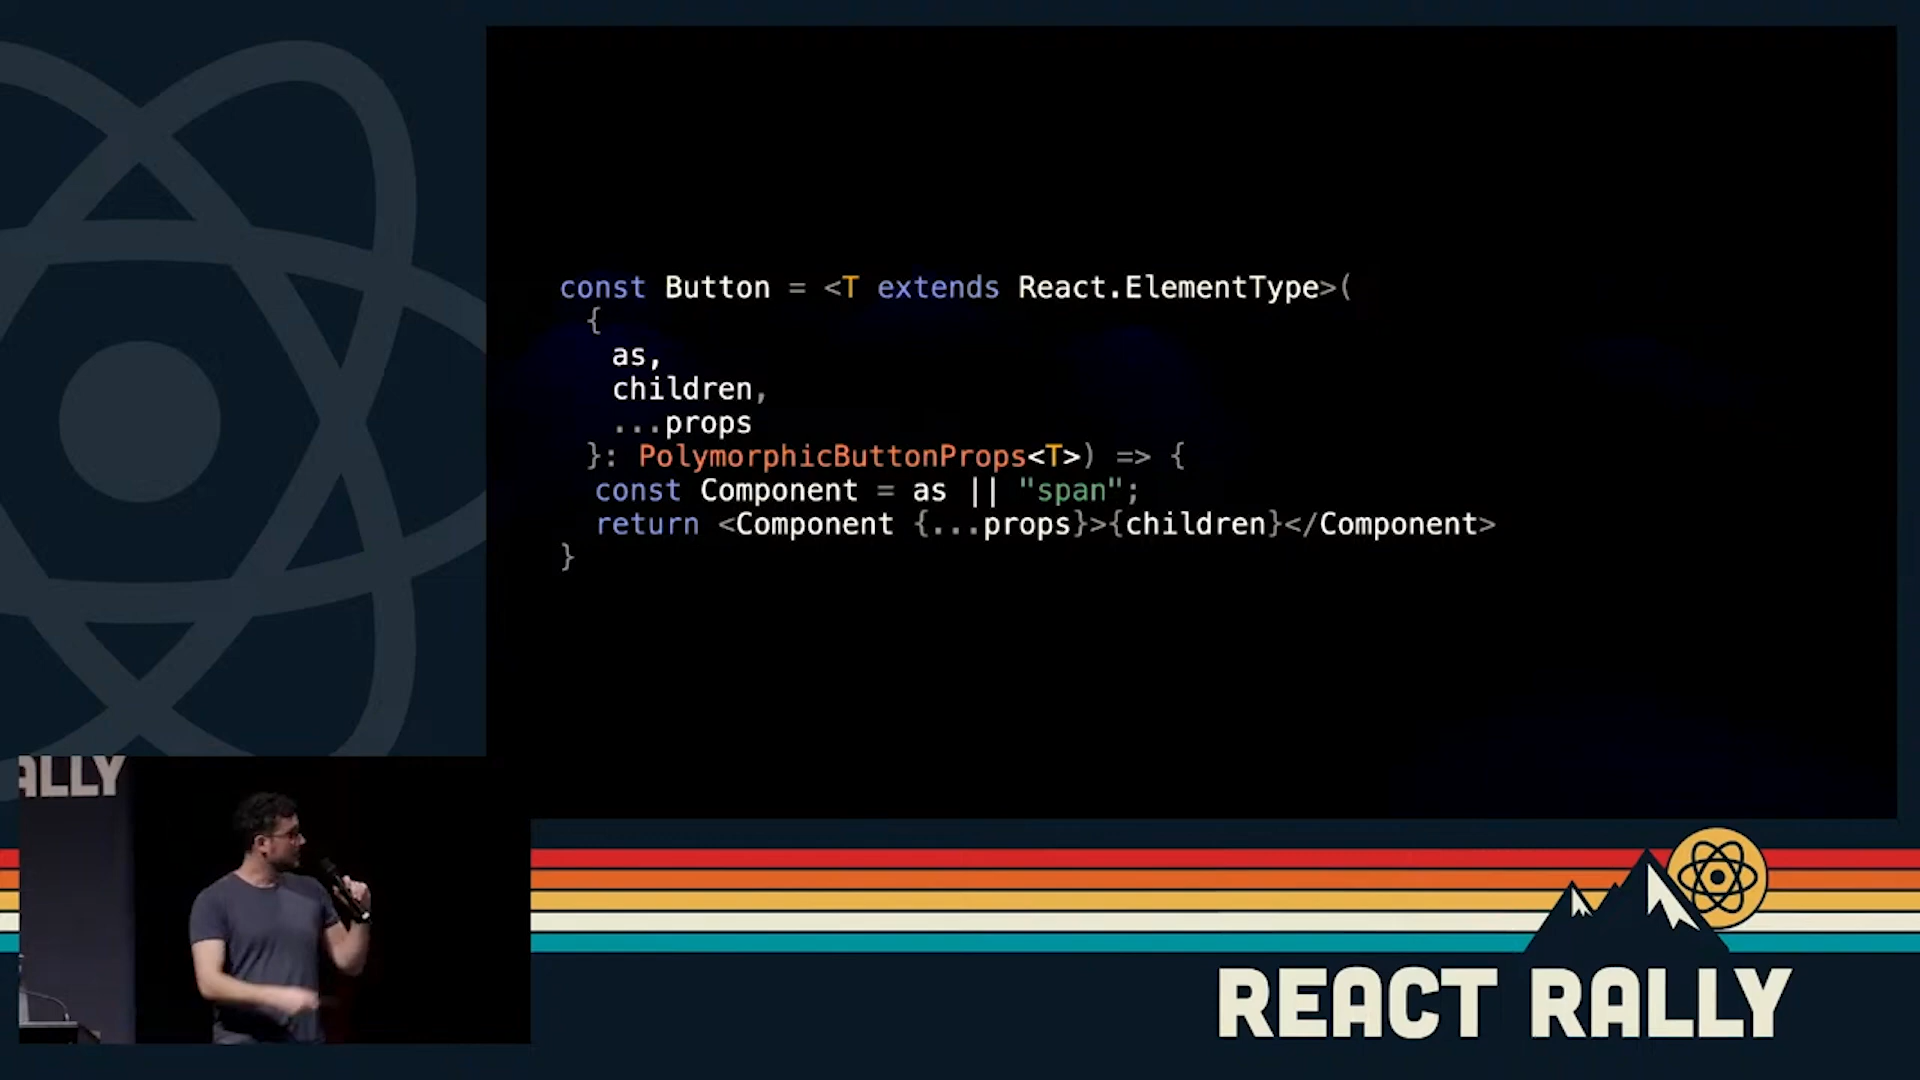 const Button = <T extends React.ElementType>(
{
as,
children,
...props
}: PolymorphicButtonProps<T>) => {
const Component = as || "span";
return <Component {...props}>{children}</Component>
}
ALLY
REACT RALLY